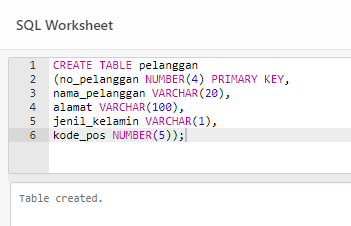 SQL Worksheet
1 CREATE TABLE pelanggan
2 (no_pelanggan NUMBER(4) PRIMARY KEY,
3 nama_pelanggan VARCHAR(20),
4 alamat VARCHAR(100),
5 jenil_kelamin VARCHAR(1),
6 kode_pos NUMBER(5));
Table created.